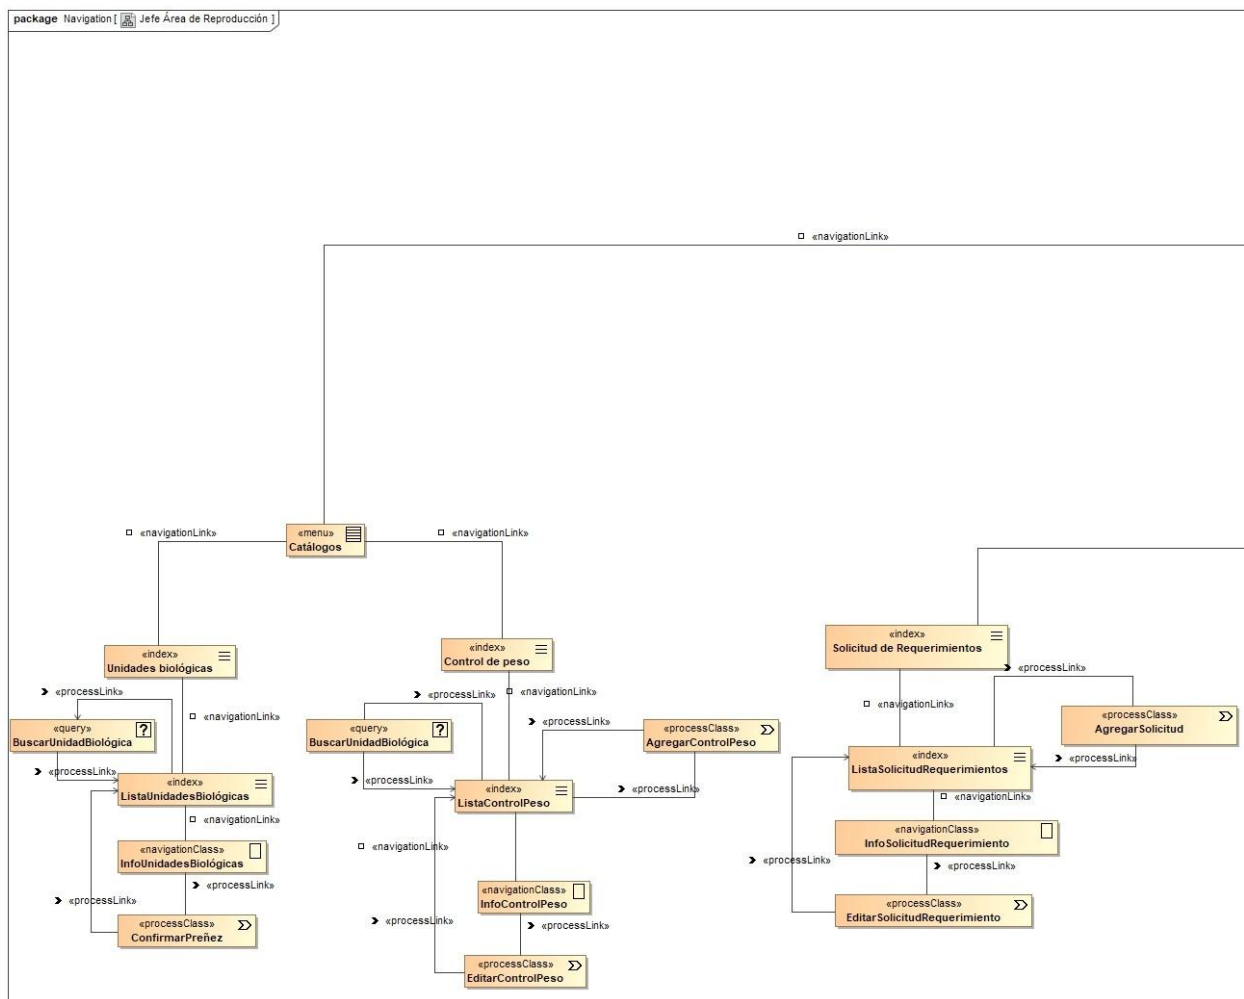 package Navigation [ Jefe Área de Reproducción ]
«navigationLink»
«menu»
Catálogos
«navigationLink»
«navigationLink»
«index»
Unidades biológicas
«index»
Control de peso
«index»
Solicitud de Requerimientos
«processLink»
«navigationLink»
«query»
BuscarUnidadBiológica
«processLink»
«index»
ListaUnidadesBiológicas
«navigationLink»
«navigationClass»
InfoUnidadesBiológicas
«processLink»
«processLink»
«processClass»
ConfirmarPreñez
«processLink»
«navigationLink»
«query»
BuscarUnidadBiológica
«processLink»
«processLink»
«processClass»
AgregarControlPeso
«processLink»
«index»
ListaControlPeso
«navigationLink»
«navigationClass»
InfoControlPeso
«processLink»
«processLink»
«processClass»
EditarControlPeso
«processLink»
«navigationLink»
«processClass»
AgregarSolicitud
«index»
ListaSolicitudRequerimientos
«processLink»
«navigationLink»
«navigationClass»
InfoSolicitudRequerimiento
«processLink»
«processLink»
«processClass»
EditarSolicitudRequerimiento